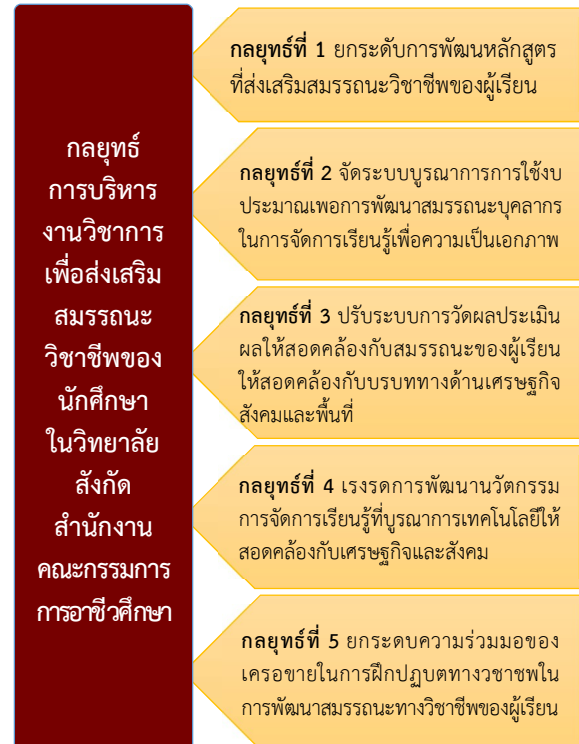 กลยุทธ์
การบริหาร
งานวิชาการ
เพื่อส่งเสริม
สมรรถนะ
วิชาชีพของ
นักศึกษา
ในวิทยาลัย
สังกัด
สำนักงาน
คณะกรรมการ
การอาชีวศึกษา
กลยุทธ์ที่ 1 ยกระดับการพัฒนหลักสูตร
ที่ส่งเสริมสมรรถนะวิชาชีพของผู้เรียน
กลยุทธ์ที่ 2 จัดระบบบูรณาการการใช้งบ
ประมาณเพอการพัฒนาสมรรถนะบุคลากร
ในการจัดการเรียนรู้เพื่อความเป็นเอกภาพ
กลยุทธ์ที่ 3 ปรับระบบการวัดผลประเมิน
ผลให้สอดคล้องกับสมรรถนะของผู้เรียน
ให้สอดคล้องกับบรบททางด้านเศรษฐกิจ
สังคมและพื้นที่
กลยุทธ์ที่ 4 เรงรดการพัฒนานวัตกรรม
การจัดการเรียนรู้ที่บูรณาการเทคโนโลยีให้
สอดคล้องกับเศรษฐกิจและสังคม
กลยุทธ์ที่ 5 ยกระดบความร่วมมอของ
เครอขายในการฝึกปฏบตทางวชาชพใน
การพัฒนาสมรรถนะทางวิชาชีพของผู้เรียน